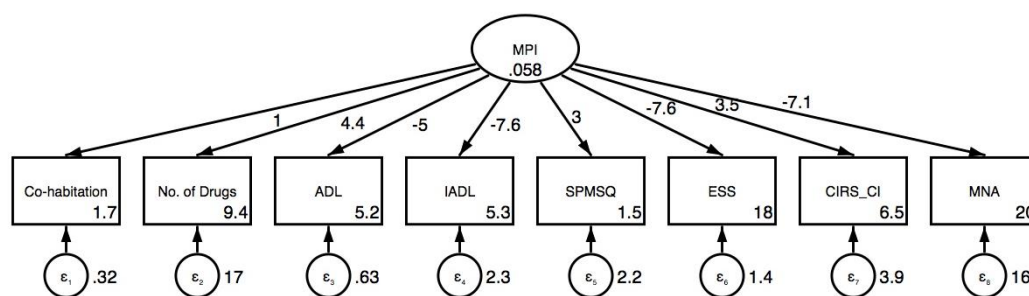 MPI
.058
1
4.4
-5
-7.6
3
-7.6
3.5
-7.1
Co-habitation
1.7
No. of Drugs
9.4
ADL
5.2
IADL
5.3
SPMSQ
1.5
ESS
18
CIRS_CI
6.5
MNA
20
ε₁ .32
ε₂ 17
ε₃ .63
ε₄ 2.3
ε₅ 2.2
ε₆ 1.4
ε₇ 3.9
ε₈ 16